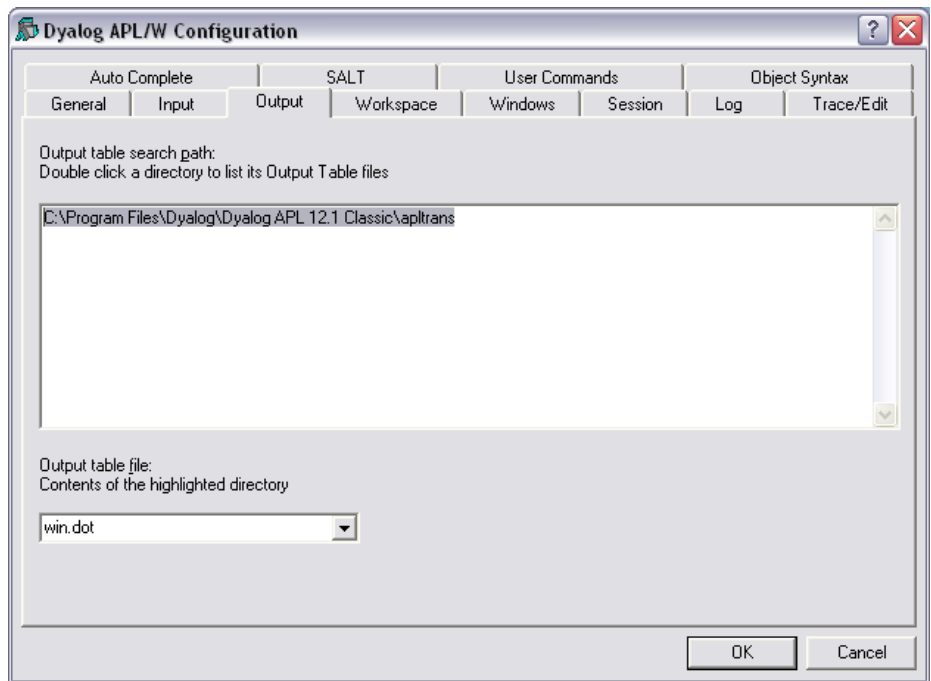 Dyalog APL/W Configuration
Auto Complete SALT User Commands Object Syntax
General Input Output Workspace Windows Session Log Trace/Edit
Output table search path:
Double click a directory to list its Output Table files
C:\Program Files\Dyalog\Dyalog APL 12.1 Classic\apltrans
Output table file:
Contents of the highlighted directory
win.dot
OK Cancel